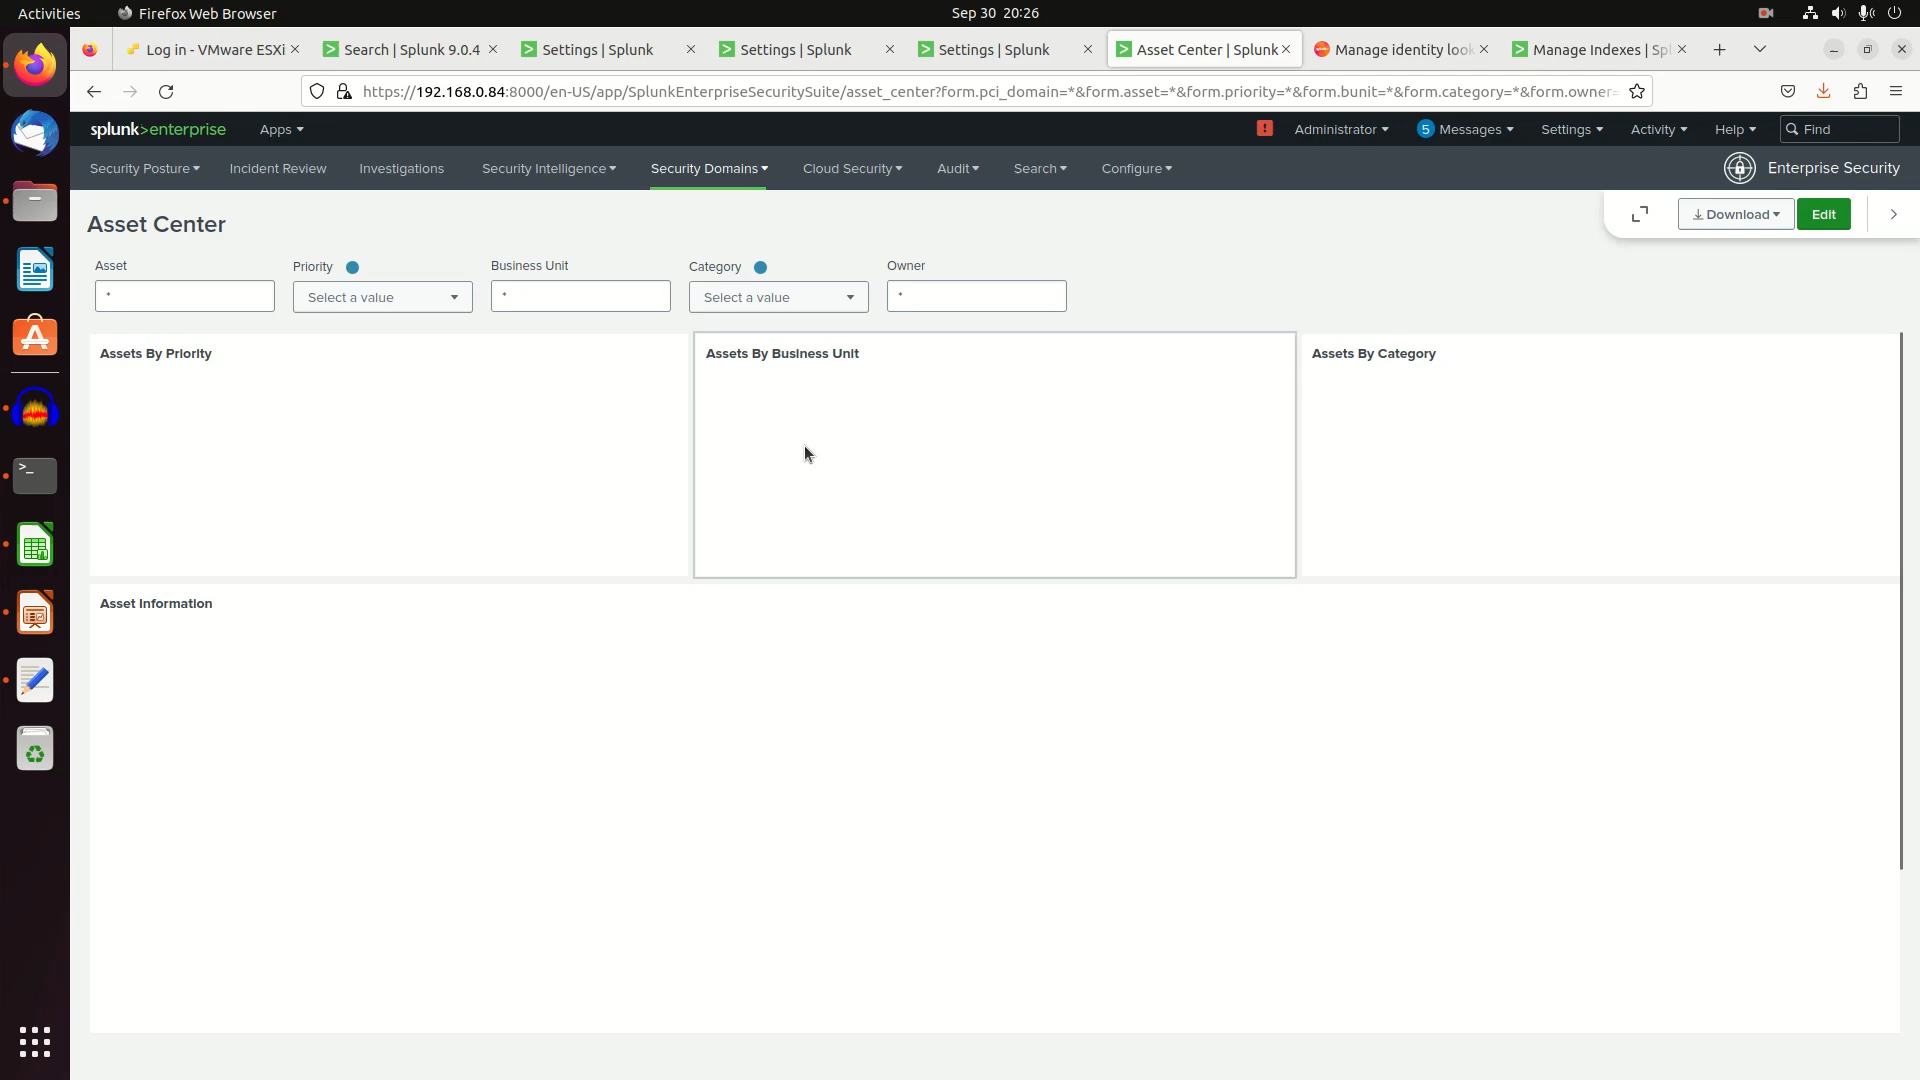 Activities
Firefox Web Browser
Sep 30 20:26
Log in - VMware ESXi
Search | Splunk 9.0.4
Settings | Splunk
Settings | Splunk
Settings | Splunk
Asset Center | Splunk
Manage identity look
Manage Indexes | Spl
https://192.168.0.84:8000/en-US/app/SplunkEnterpriseSecuritySuite/asset_center?form.pci_domain=*&form.asset=*&form.priority=*&form.bunit=*&form.category=*&form.owner=
splunk>enterprise
Apps
Administrator
5 Messages
Settings
Activity
Help
Find
Security Posture
Incident Review
Investigations
Security Intelligence
Security Domains
Cloud Security
Audit
Search
Configure
Enterprise Security
Asset Center
Download
Edit
Asset
Priority
Business Unit
Category
Owner
*
Select a value
*
Select a value
*
Assets By Priority
Assets By Business Unit
Assets By Category
Asset Information